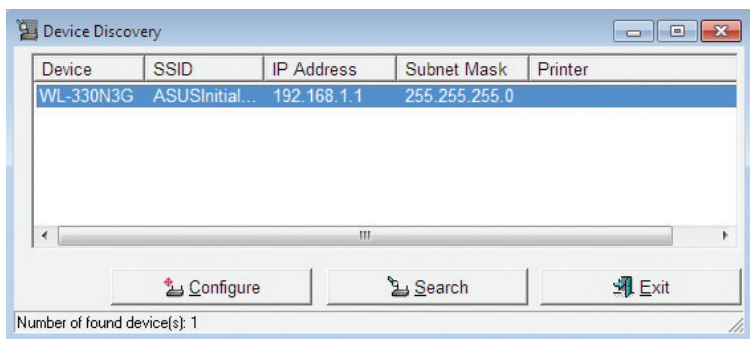 Device Discovery
Device SSID IP Address Subnet Mask Printer
WL-330N3G ASUSInitial... 192.168.1.1 255.255.255.0
Configure Search Exit
Number of found device(s): 1